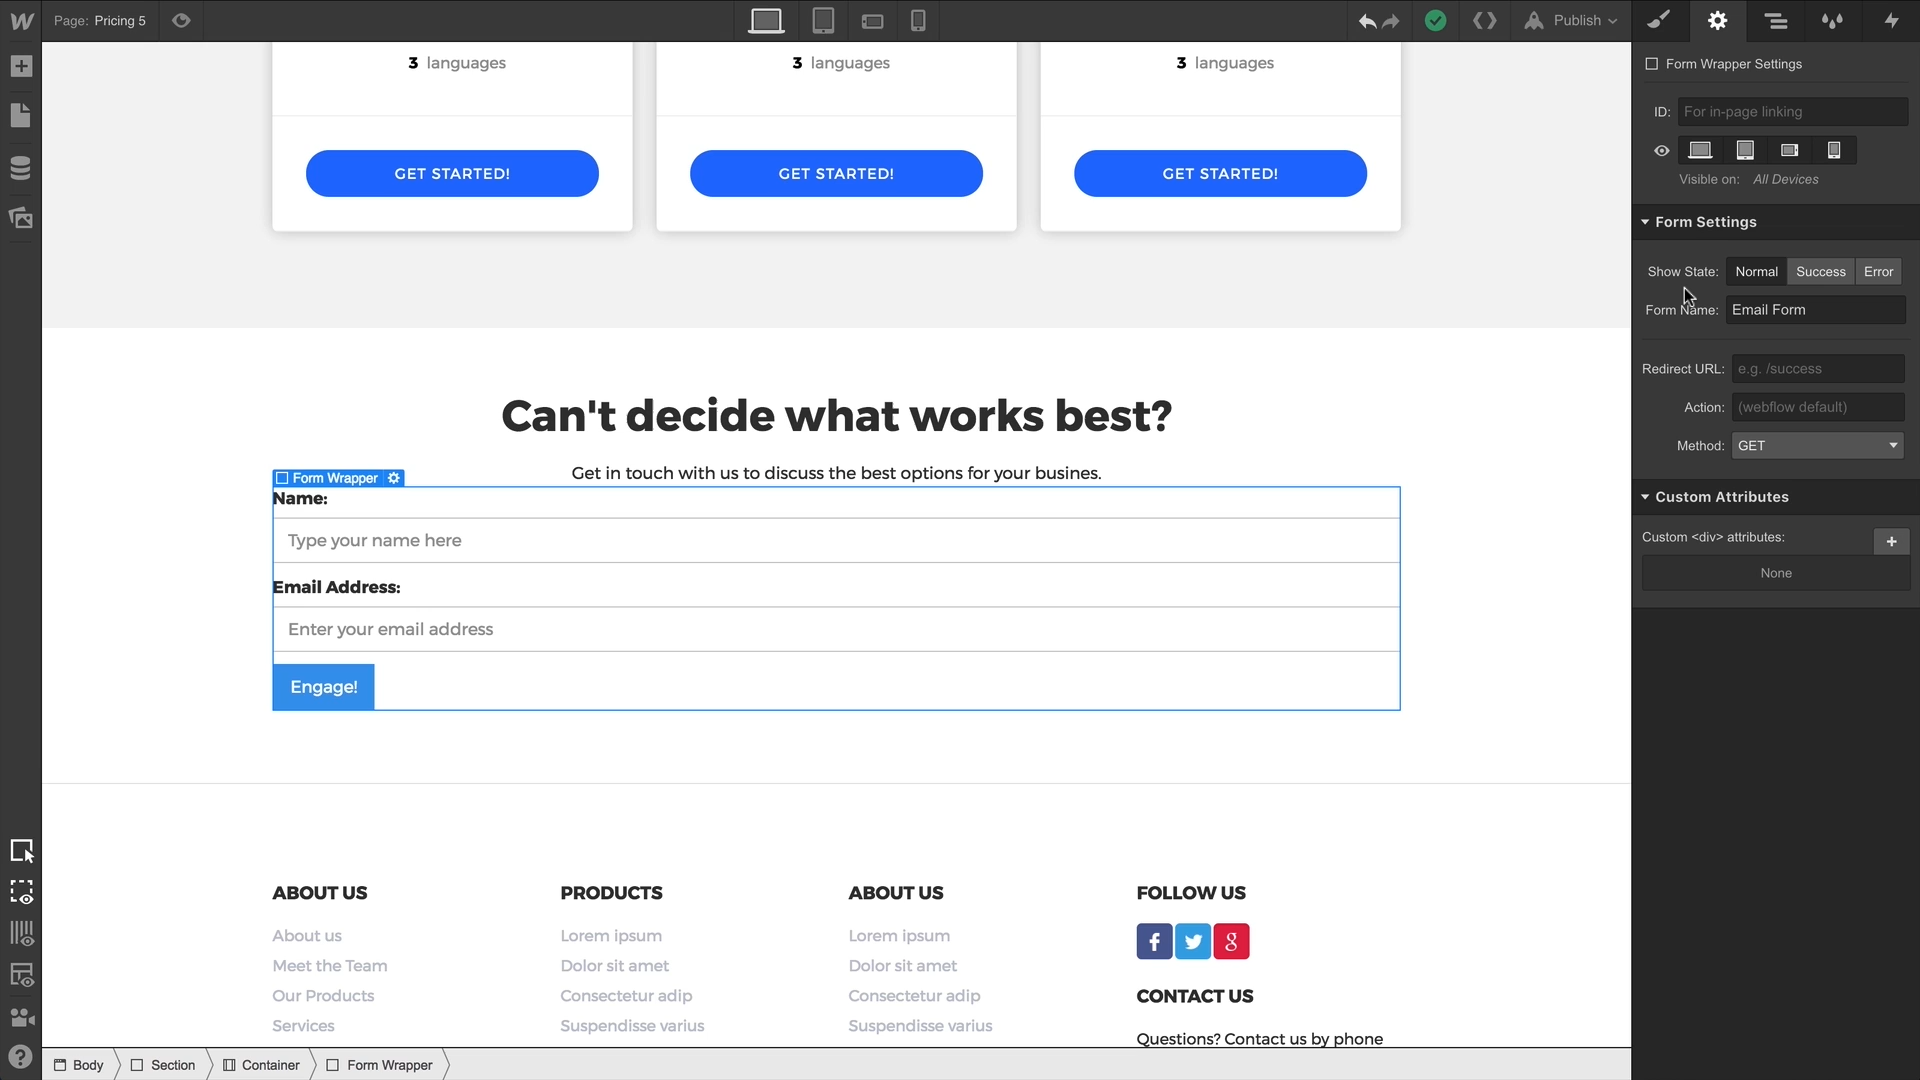 Page: Pricing 5
Publish
3 languages
3 languages
3 languages
GET STARTED!
GET STARTED!
GET STARTED!
Can't decide what works best?
Get in touch with us to discuss the best options for your busines.
Form Wrapper
Name:
Type your name here
Email Address:
Enter your email address
Engage!
ABOUT US
About us
Meet the Team
Our Products
Services
PRODUCTS
Lorem ipsum
Dolor sit amet
Consectetur adip
Suspendisse varius
ABOUT US
Lorem ipsum
Dolor sit amet
Consectetur adip
Suspendisse varius
FOLLOW US
CONTACT US
Questions? Contact us by phone
Body
Section
Container
Form Wrapper
Form Wrapper Settings
ID: For in-page linking
Visible on: All Devices
Form Settings
Show State: Normal Success Error
Form Name: Email Form
Redirect URL: e.g. /success
Action: (webflow default)
Method: GET
Custom Attributes
Custom <div> attributes:
None